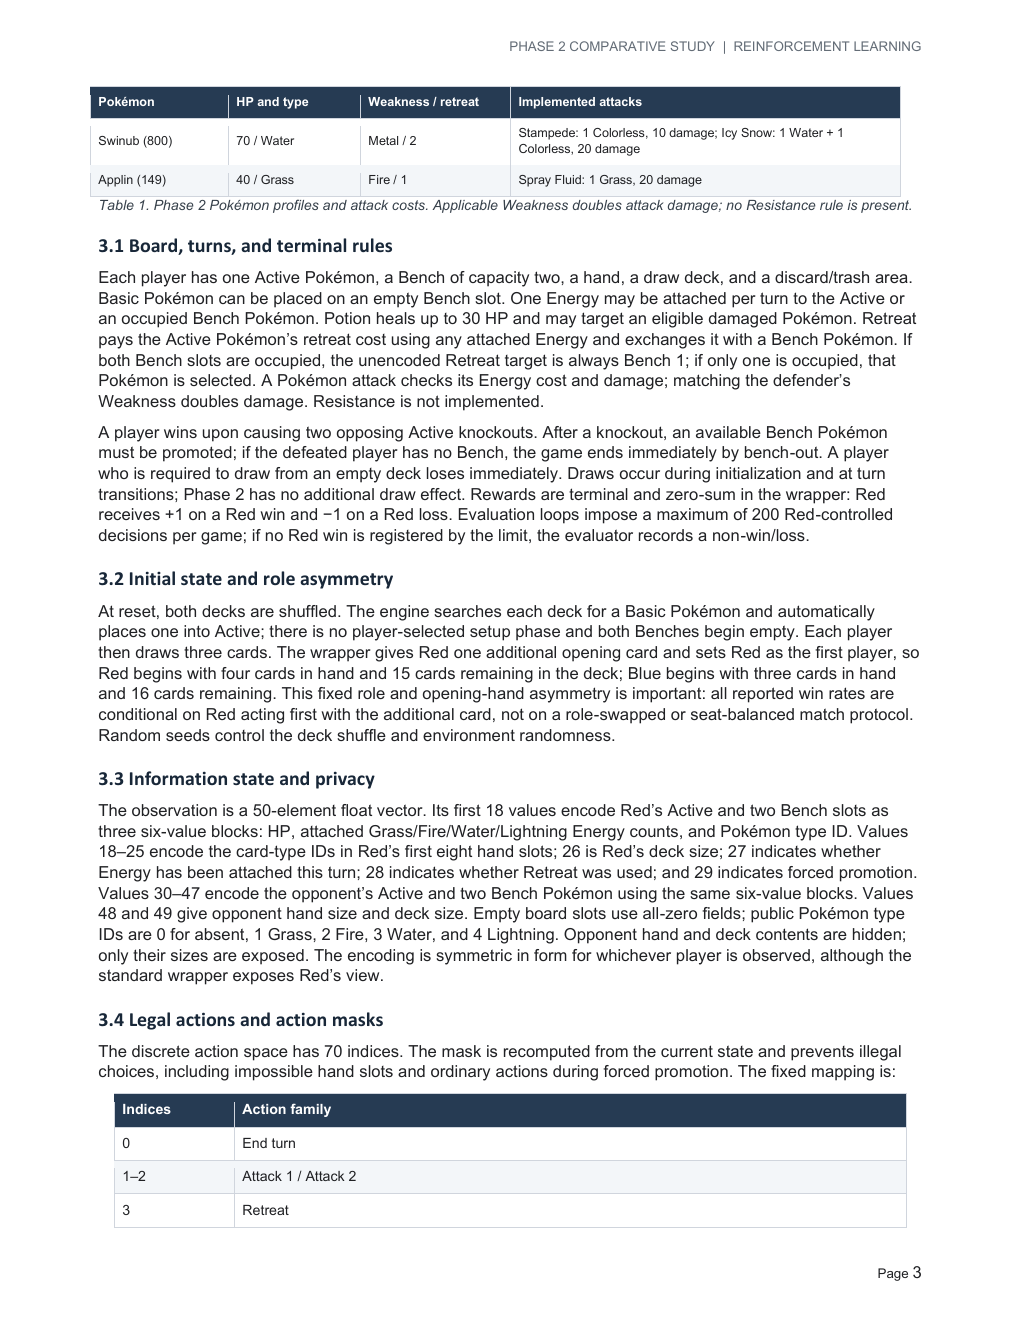 PHASE 2 COMPARATIVE STUDY | REINFORCEMENT LEARNING
Pokémon HP and type Weakness / retreat Implemented attacks
Swinub (800) 70 / Water Metal / 2 Stampede: 1 Colorless, 10 damage; Icy Snow: 1 Water + 1
Colorless, 20 damage
Applin (149) 40 / Grass Fire / 1 Spray Fluid: 1 Grass, 20 damage
Table 1. Phase 2 Pokémon profiles and attack costs. Applicable Weakness doubles attack damage; no Resistance rule is present.
3.1 Board, turns, and terminal rules
Each player has one Active Pokémon, a Bench of capacity two, a hand, a draw deck, and a discard/trash area.
Basic Pokémon can be placed on an empty Bench slot. One Energy may be attached per turn to the Active or
an occupied Bench Pokémon. Potion heals up to 30 HP and may target an eligible damaged Pokémon. Retreat
pays the Active Pokémon’s retreat cost using any attached Energy and exchanges it with a Bench Pokémon. If
both Bench slots are occupied, the unencoded Retreat target is always Bench 1; if only one is occupied, that
Pokémon is selected. A Pokémon attack checks its Energy cost and damage; matching the defender’s
Weakness doubles damage. Resistance is not implemented.
A player wins upon causing two opposing Active knockouts. After a knockout, an available Bench Pokémon
must be promoted; if the defeated player has no Bench, the game ends immediately by bench-out. A player
who is required to draw from an empty deck loses immediately. Draws occur during initialization and at turn
transitions; Phase 2 has no additional draw effect. Rewards are terminal and zero-sum in the wrapper: Red
receives +1 on a Red win and −1 on a Red loss. Evaluation loops impose a maximum of 200 Red-controlled
decisions per game; if no Red win is registered by the limit, the evaluator records a non-win/loss.
3.2 Initial state and role asymmetry
At reset, both decks are shuffled. The engine searches each deck for a Basic Pokémon and automatically
places one into Active; there is no player-selected setup phase and both Benches begin empty. Each player
then draws three cards. The wrapper gives Red one additional opening card and sets Red as the first player, so
Red begins with four cards in hand and 15 cards remaining in the deck; Blue begins with three cards in hand
and 16 cards remaining. This fixed role and opening-hand asymmetry is important: all reported win rates are
conditional on Red acting first with the additional card, not on a role-swapped or seat-balanced match protocol.
Random seeds control the deck shuffle and environment randomness.
3.3 Information state and privacy
The observation is a 50-element float vector. Its first 18 values encode Red’s Active and two Bench slots as
three six-value blocks: HP, attached Grass/Fire/Water/Lightning Energy counts, and Pokémon type ID. Values
18–25 encode the card-type IDs in Red’s first eight hand slots; 26 is Red’s deck size; 27 indicates whether
Energy has been attached this turn; 28 indicates whether Retreat was used; and 29 indicates forced promotion.
Values 30–47 encode the opponent’s Active and two Bench Pokémon using the same six-value blocks. Values
48 and 49 give opponent hand size and deck size. Empty board slots use all-zero fields; public Pokémon type
IDs are 0 for absent, 1 Grass, 2 Fire, 3 Water, and 4 Lightning. Opponent hand and deck contents are hidden;
only their sizes are exposed. The encoding is symmetric in form for whichever player is observed, although the
standard wrapper exposes Red’s view.
3.4 Legal actions and action masks
The discrete action space has 70 indices. The mask is recomputed from the current state and prevents illegal
choices, including impossible hand slots and ordinary actions during forced promotion. The fixed mapping is:
Indices Action family
0 End turn
1–2 Attack 1 / Attack 2
3 Retreat
Page 3